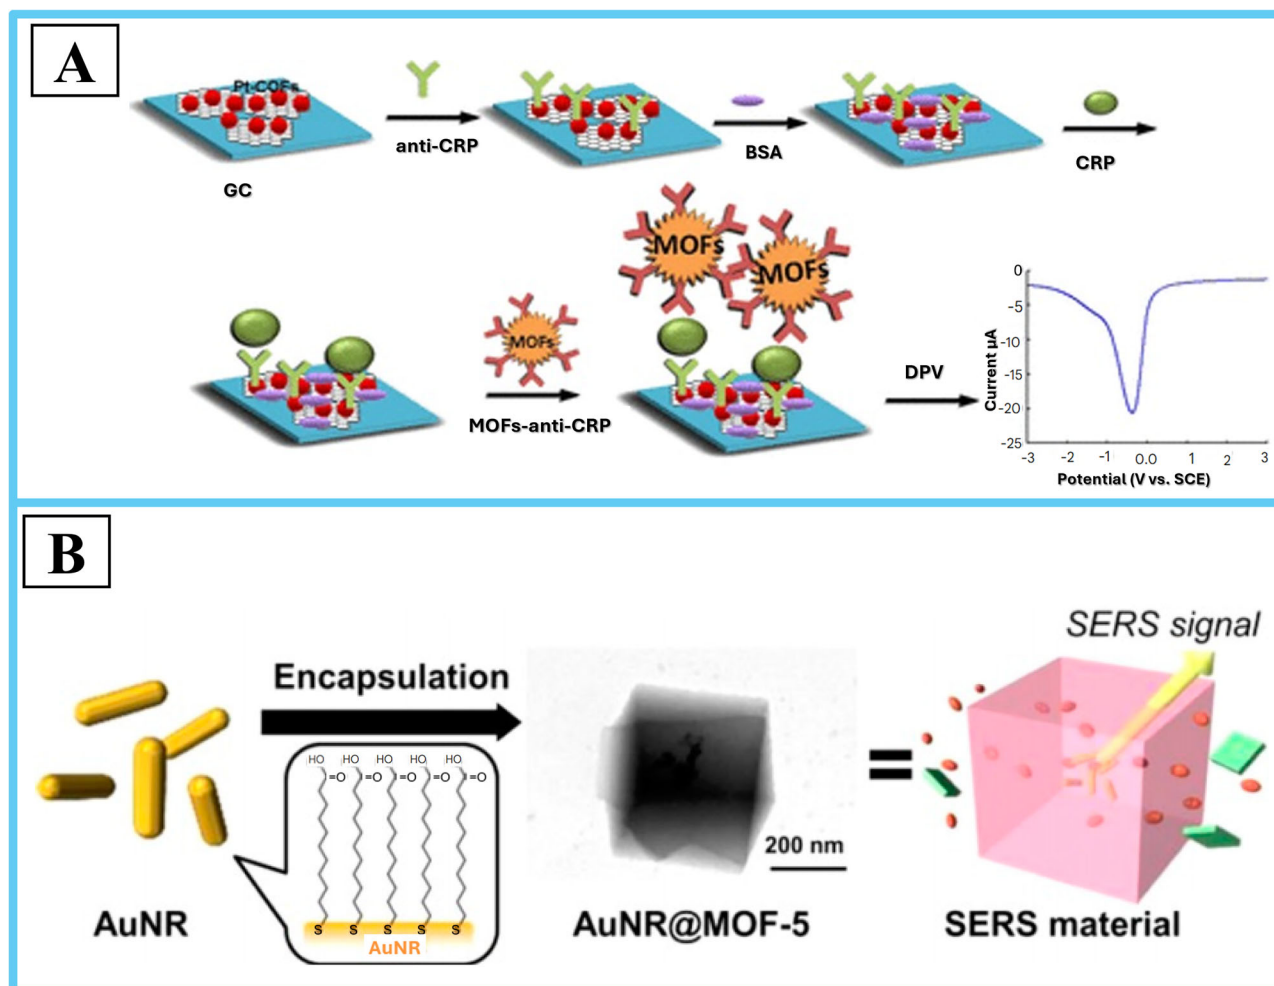 A
Pt-COFs
anti-CRP
BSA
CRP
GC
MOFs
MOFs
MOFs
MOFs-anti-CRP
DPV
Current µA
0
-5
-10
-15
-20
-25
-3 -2 -1 0.0 1 2 3
Potential (V vs. SCE)
B
SERS signal
Encapsulation
HO HO HO HO HO
=O =O =O =O =O
S S S S S
AuNR
200 nm
=
AuNR
AuNR@MOF-5
SERS material